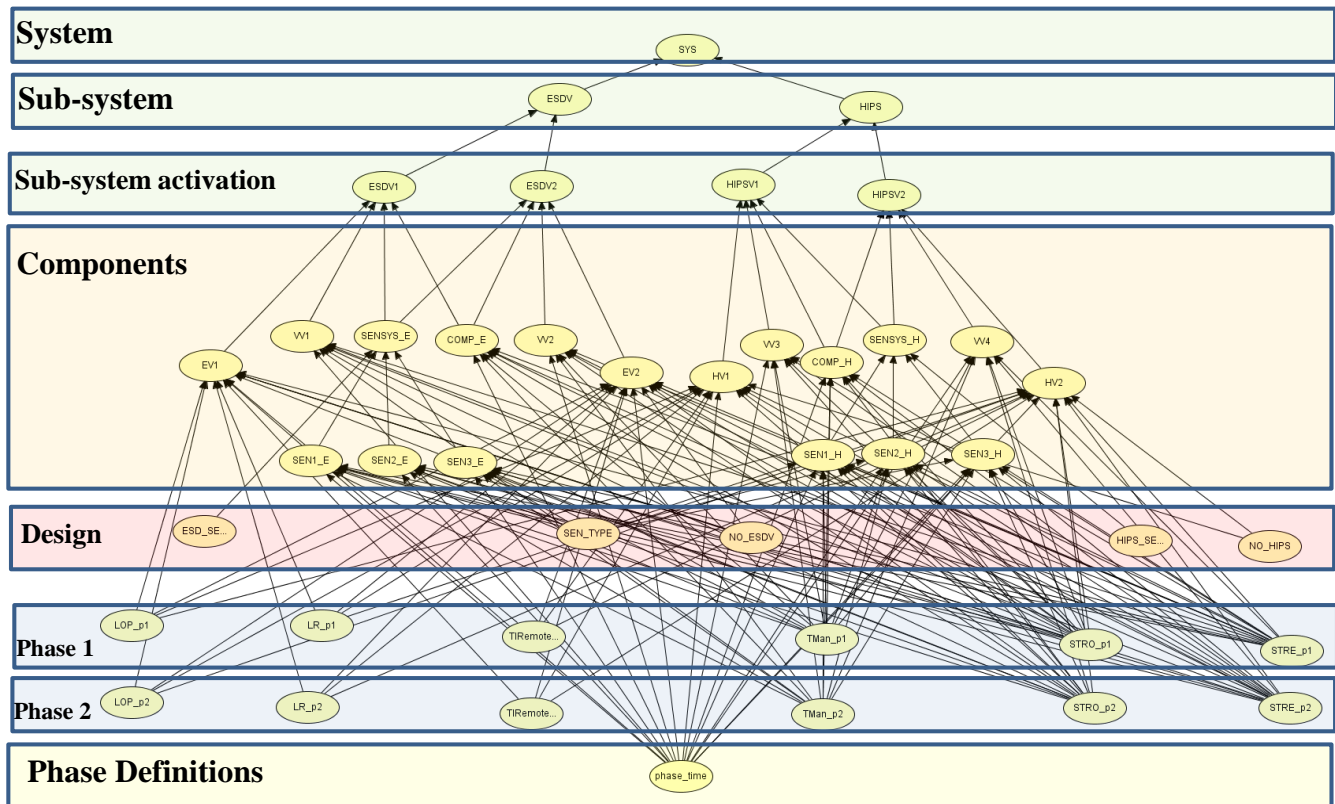 System
SYS
Sub-system
ESDV
HIPS
Sub-system activation
ESDV1
ESDV2
HIPSV1
HIPSV2
Components
VV1
SENSYS_E
COMP_E
VV2
VV3
SENSYS_H
VV4
EV1
EV2
HV1
COMP_H
HV2
SEN1_E
SEN2_E
SEN3_E
SEN1_H
SEN2_H
SEN3_H
Design
ESD_SE...
SEN_TYPE
NO_ESDV
HIPS_SE...
NO_HIPS
Phase 1
LOP_p1
LR_p1
TIRemote...
TMan_p1
STRO_p1
STRE_p1
Phase 2
LOP_p2
LR_p2
TIRemote...
TMan_p2
STRO_p2
STRE_p2
Phase Definitions
phase_time